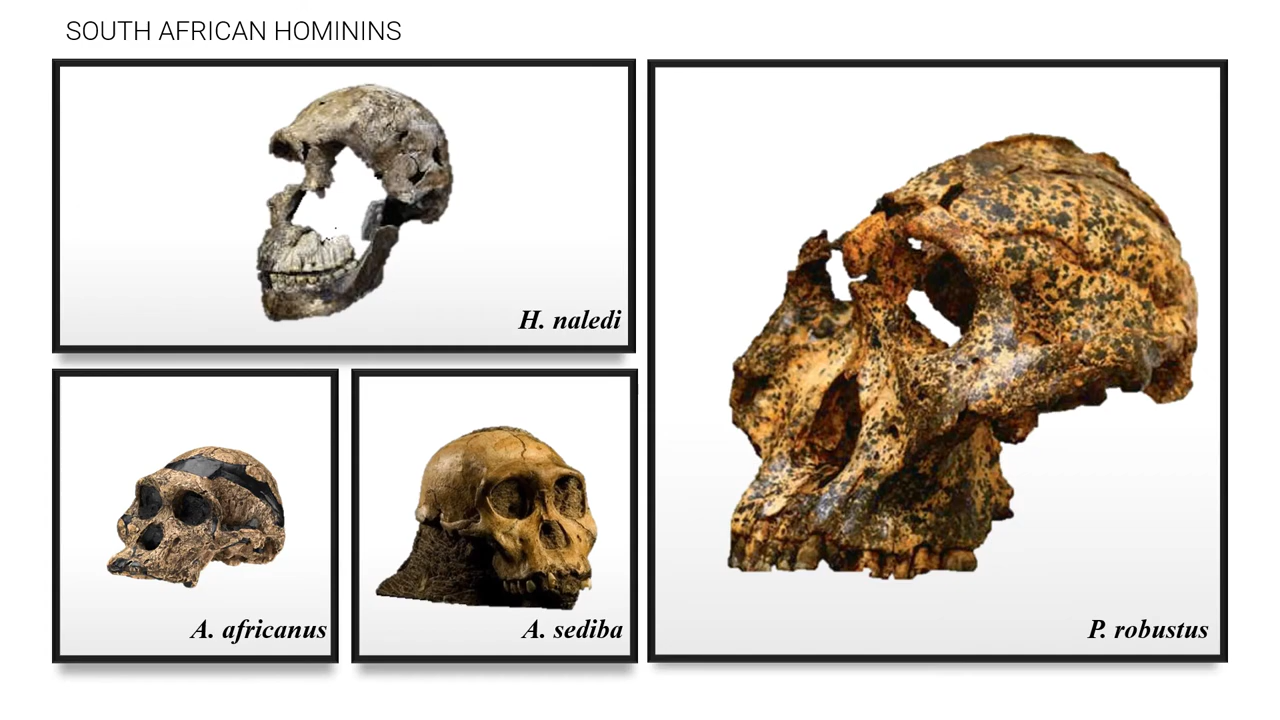 SOUTH AFRICAN HOMININS
H. naledi
A. africanus
A. sediba
P. robustus